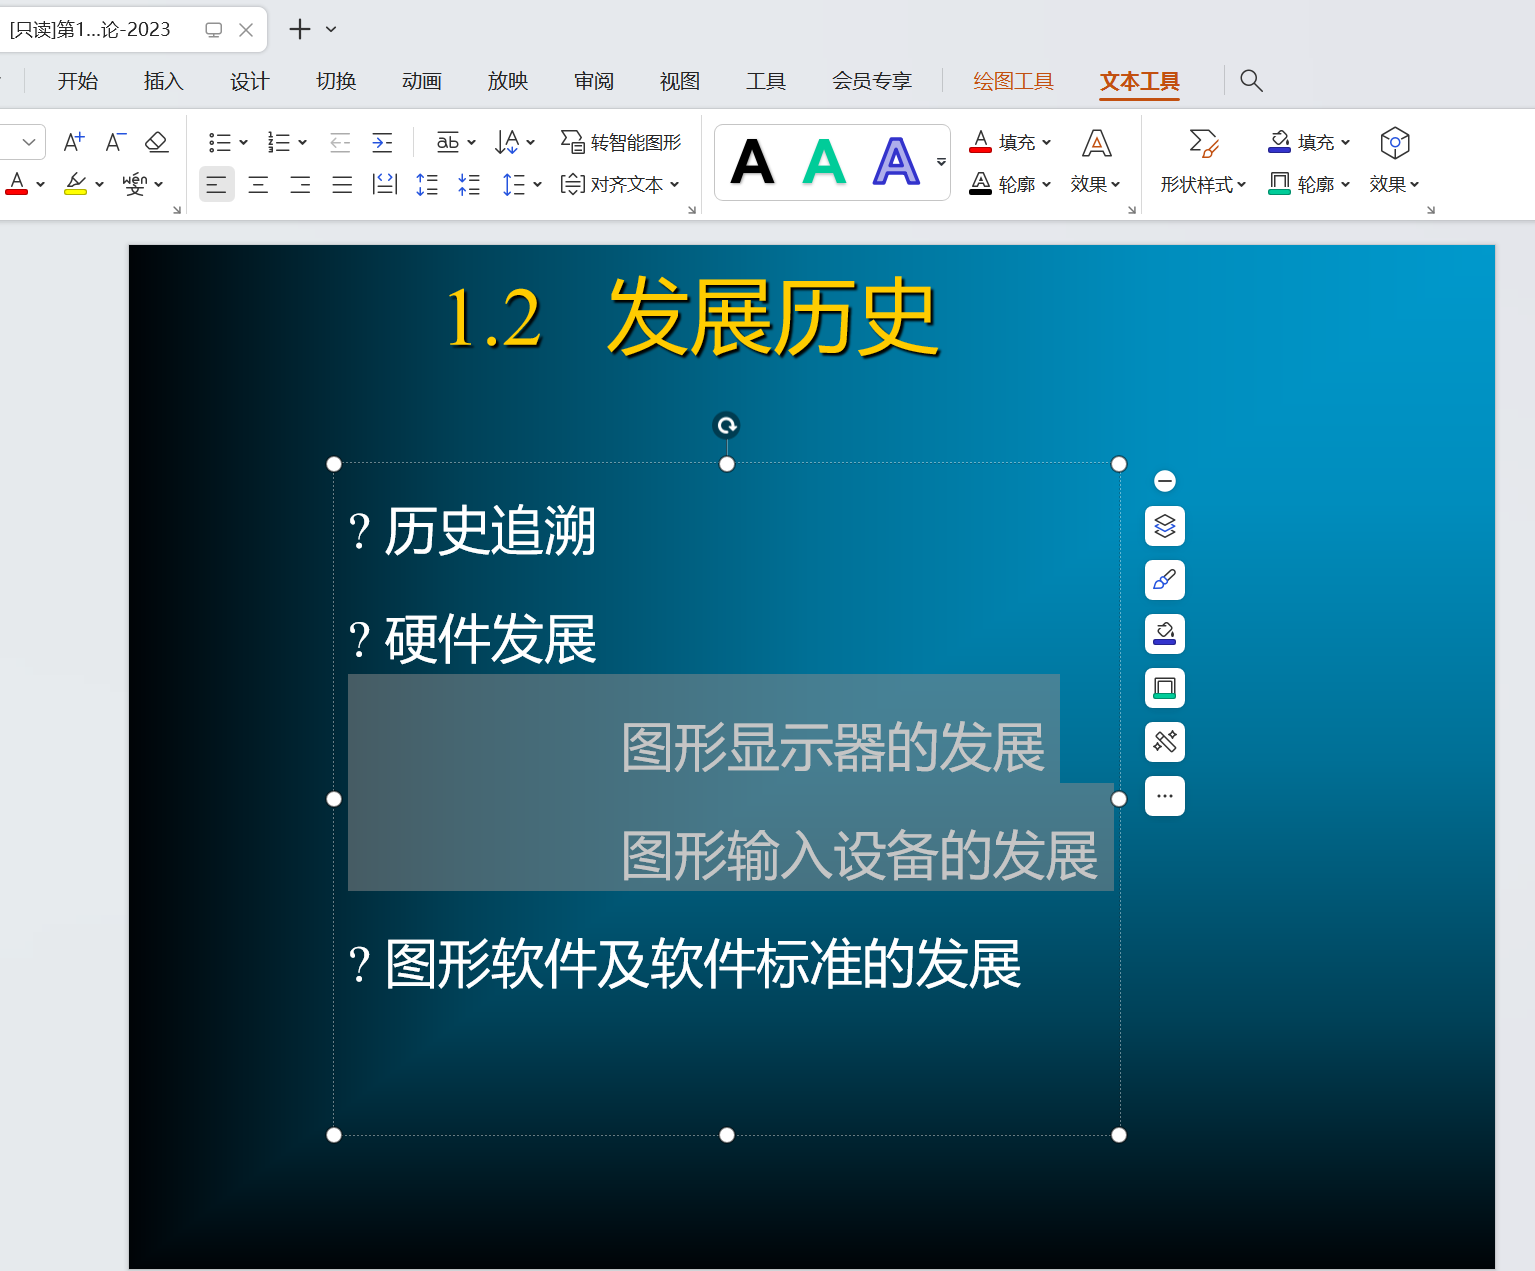 [只读]第1...论-2023
开始 插入 设计 切换 动画 放映 审阅 视图 工具 会员专享 绘图工具 文本工具
A+ A- ab A 转智能图形 A A A A 填充 A 填充
A wén 变 对齐文本 A 轮廓 效果 形状样式 轮廓 效果
1.2 发展历史
? 历史追溯
? 硬件发展
图形显示器的发展
图形输入设备的发展
? 图形软件及软件标准的发展